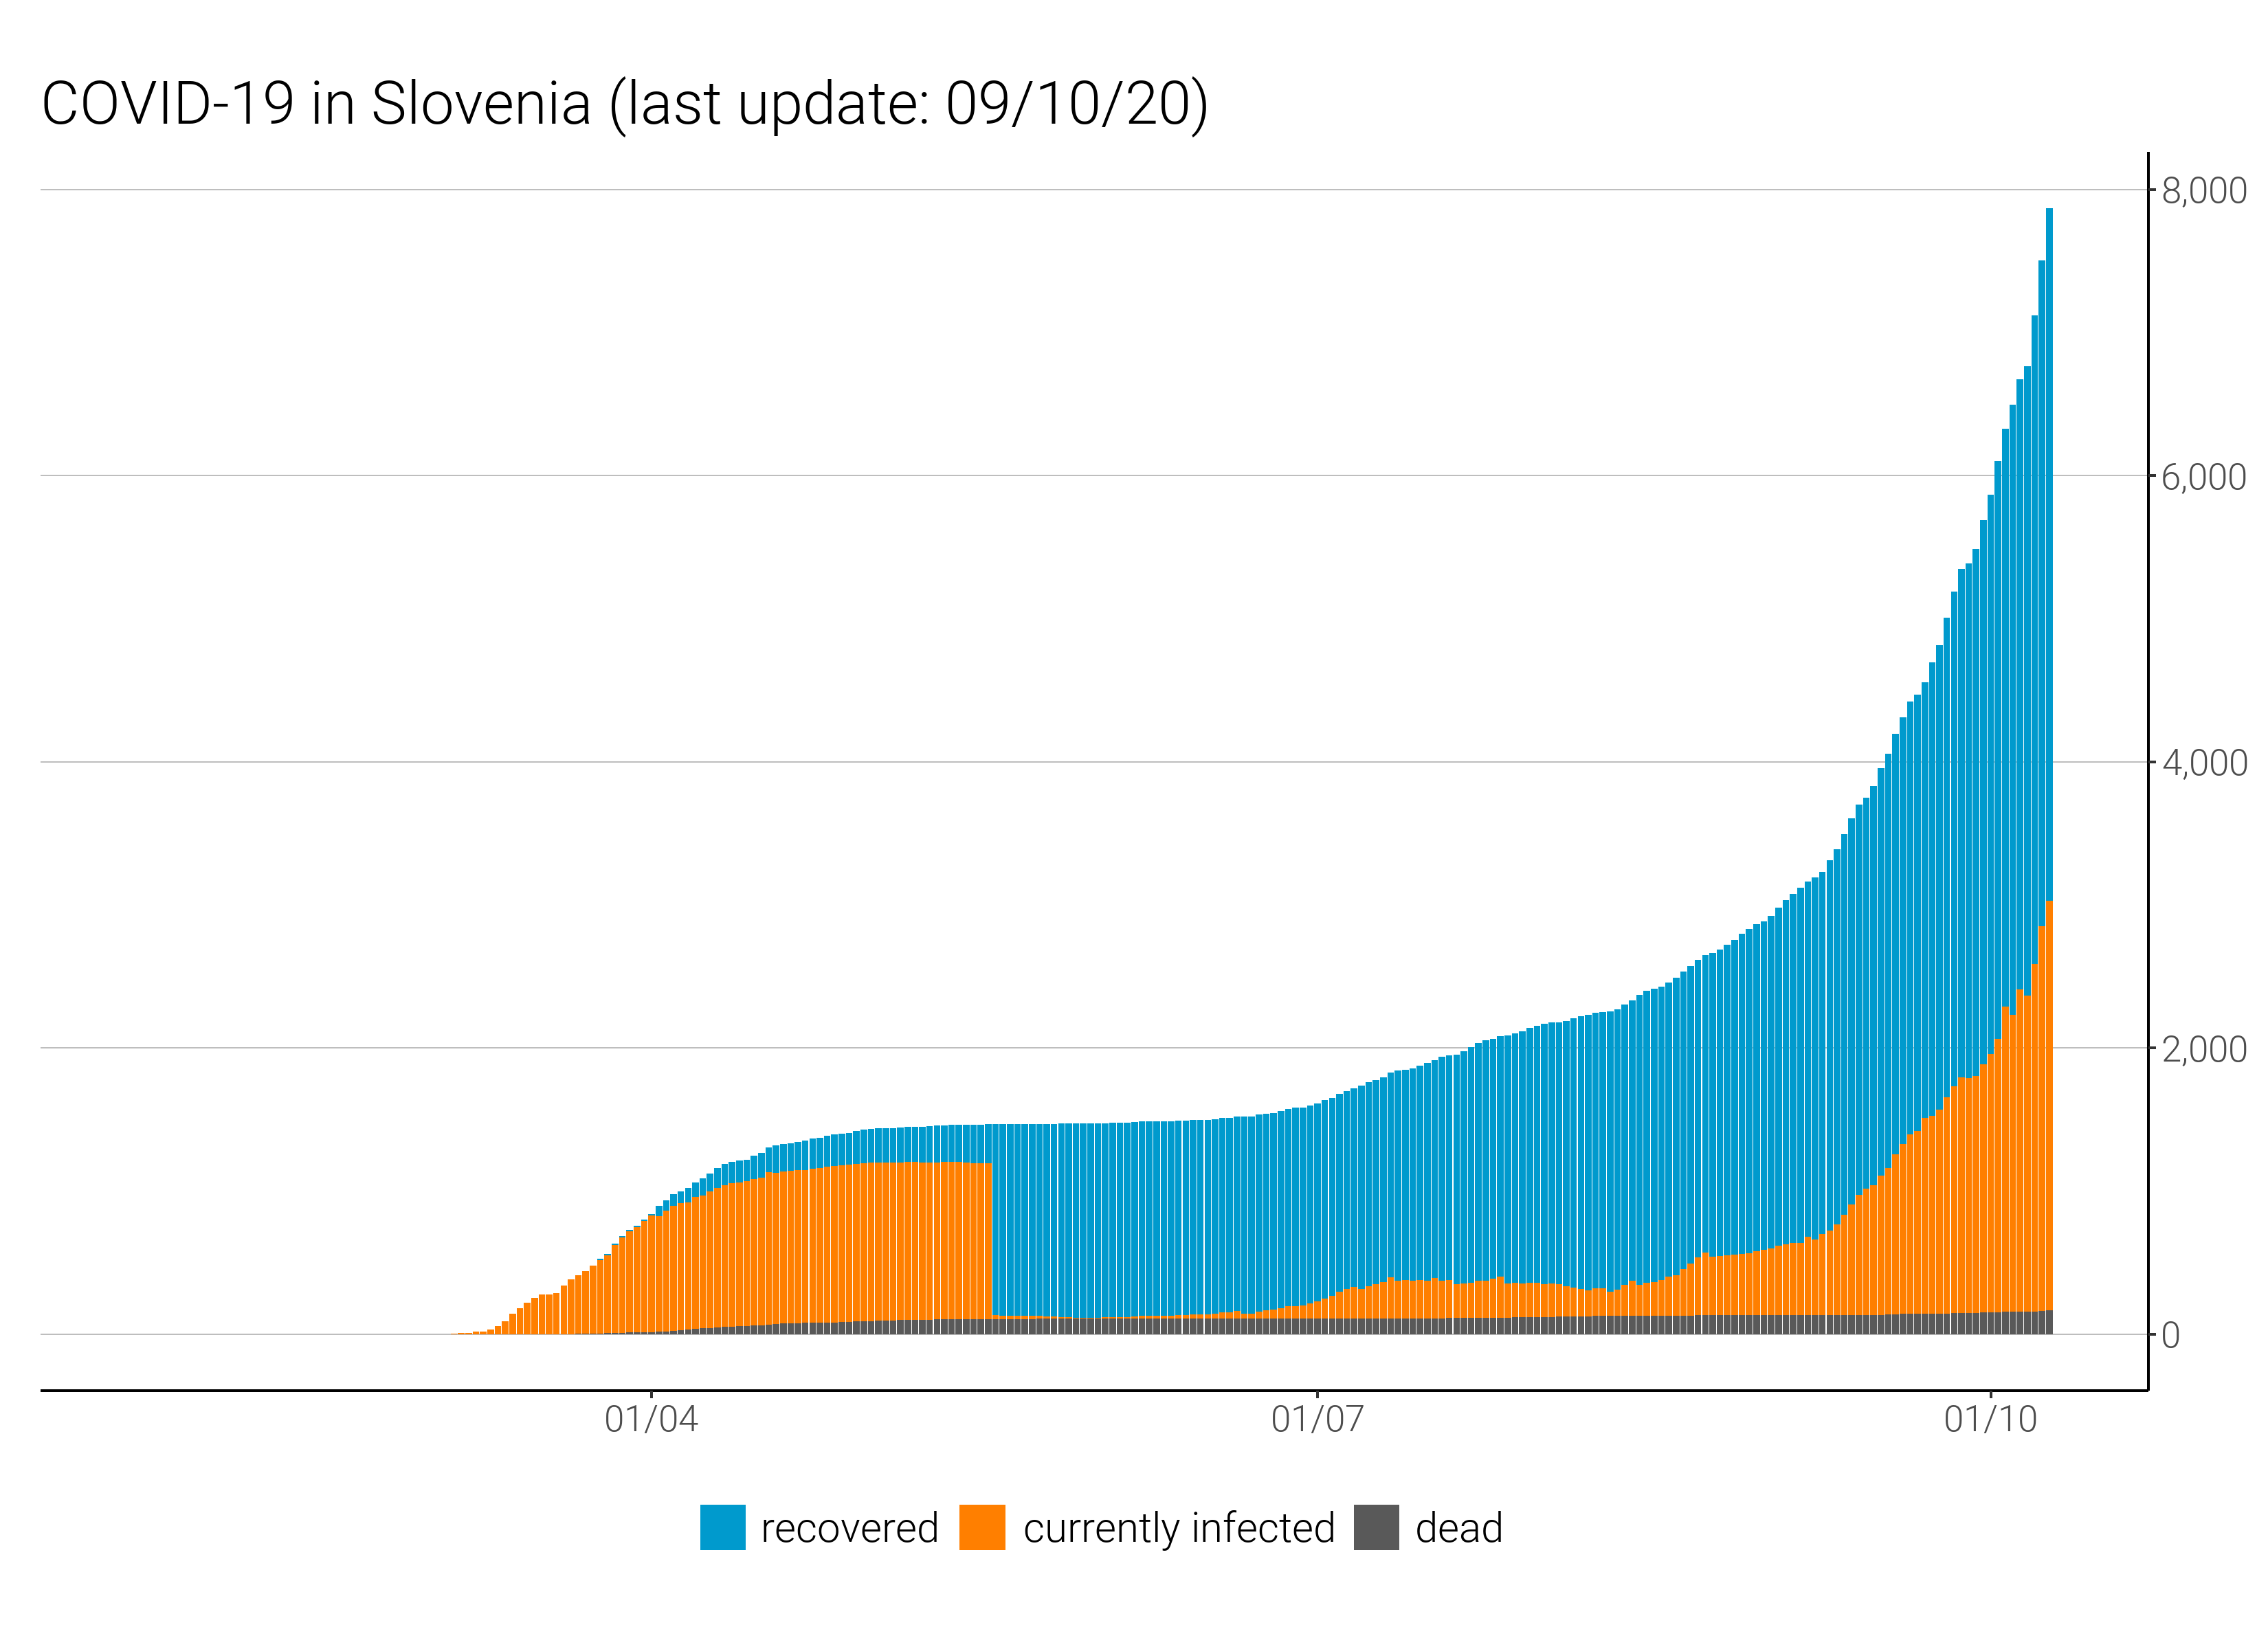 COVID-19 in Slovenia (last update: 09/10/20)
8,000
6,000
4,000
2,000
0
01/04 01/07 01/10
recovered currently infected dead